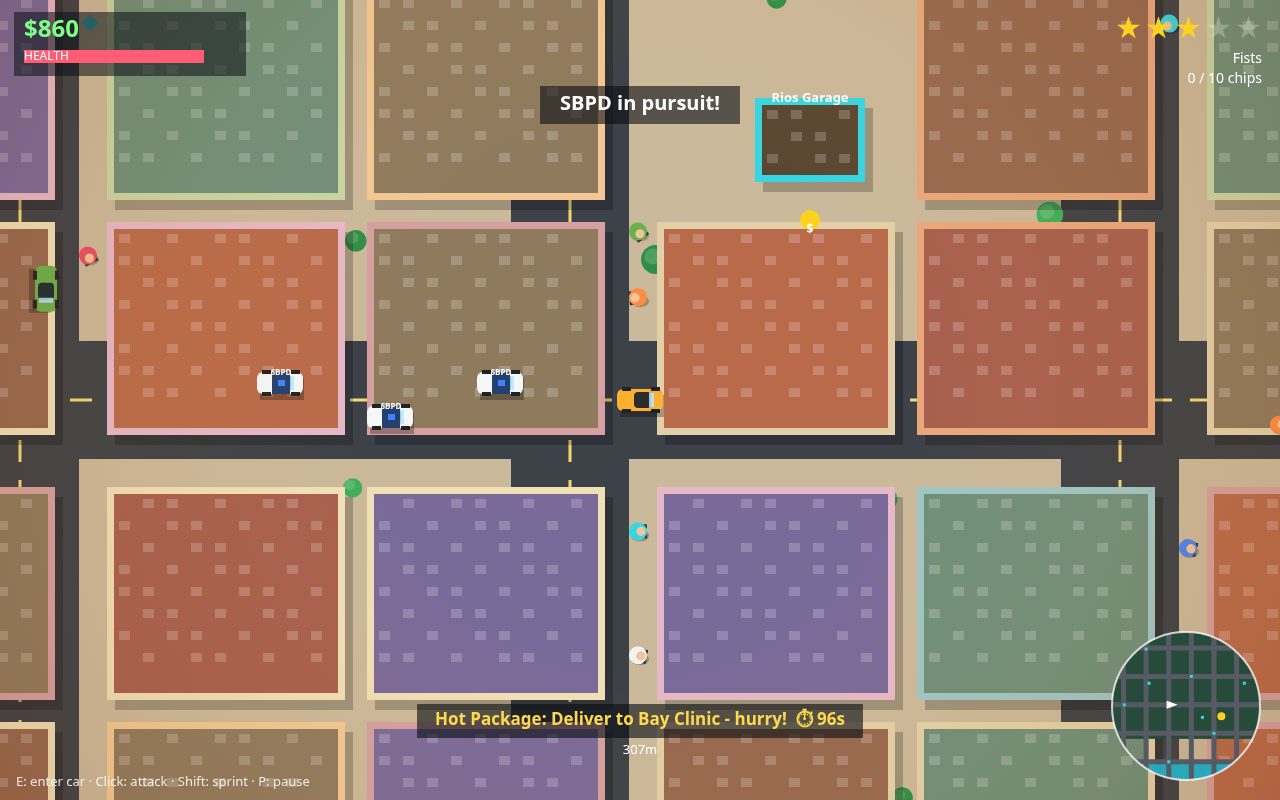 $860
HEALTH
Fists
0 / 10 chips
Rios Garage
SBPD in pursuit!
$
SBPD
SBPD
SBPD
Hot Package: Deliver to Bay Clinic - hurry! ⏱96s
307m
E: enter car · Click: attack · Shift: sprint · P: pause